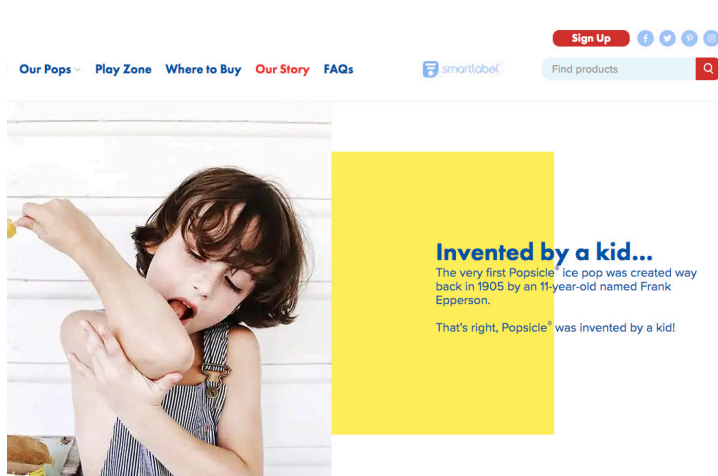 Sign Up
Our Pops
Play Zone
Where to Buy
Our Story
FAQs
smartlabel
Find products
Invented by a kid...
The very first Popsicle® ice pop was created way
back in 1905 by an 11-year-old named Frank
Epperson.
That's right, Popsicle® was invented by a kid!